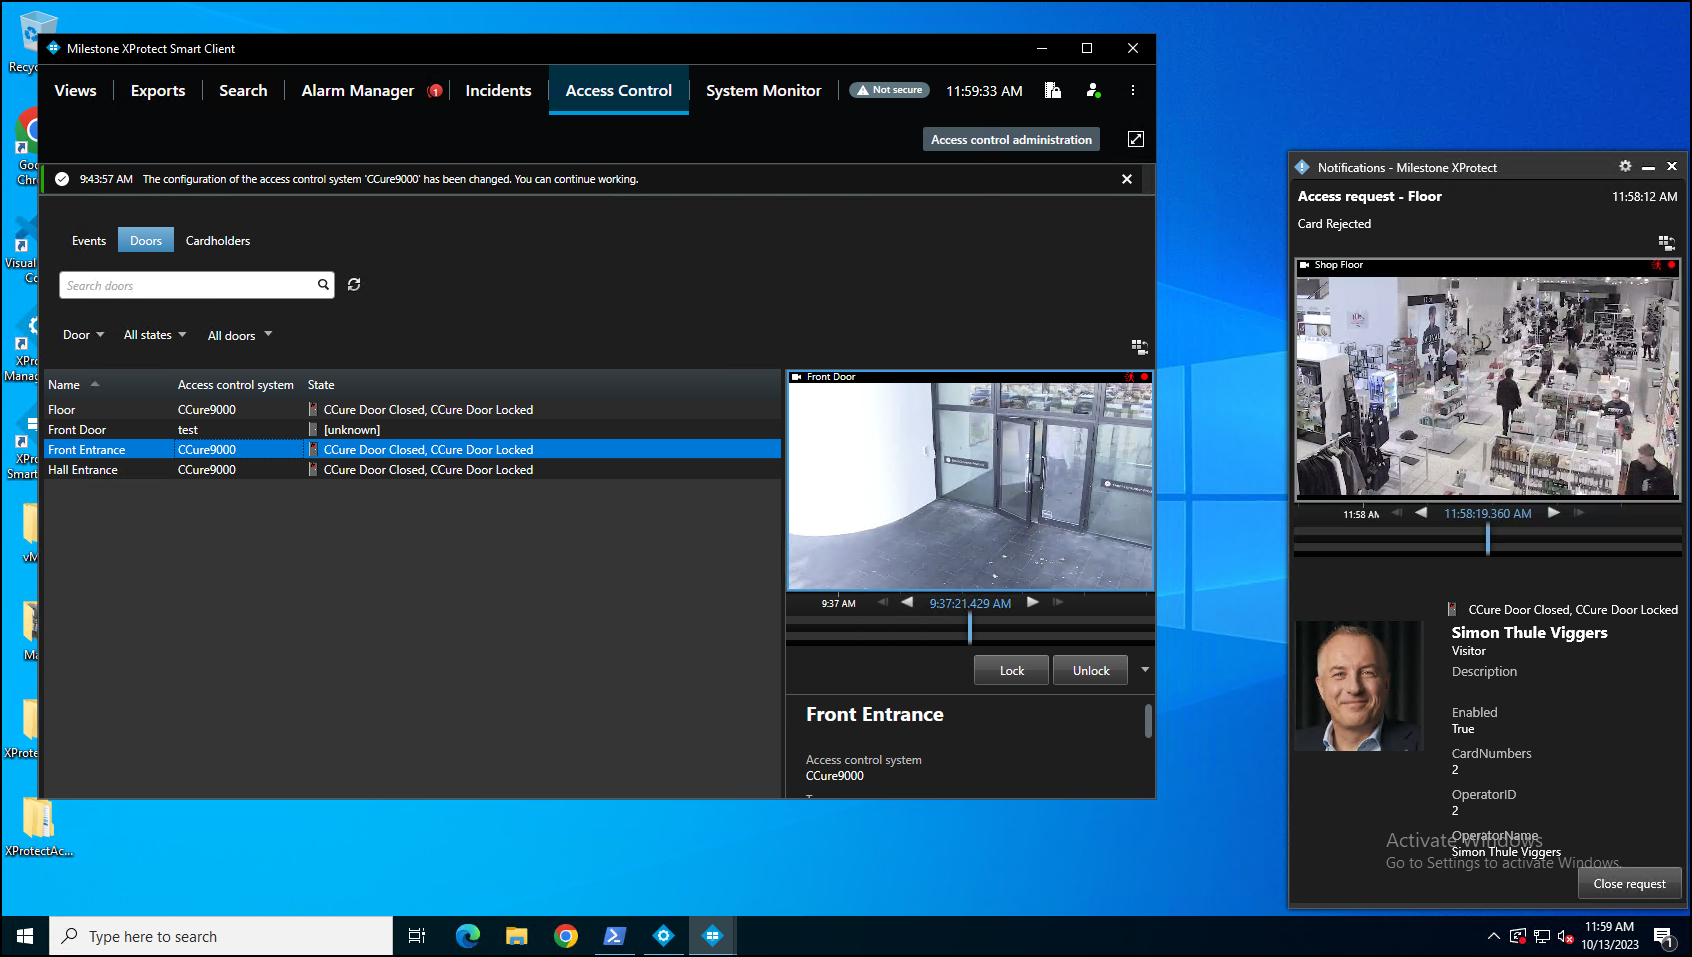 Recyc
Goo
Chr
Visual
Co
XPro
Manag
XPro
Smart
vM
Ma
XProte
XProtectAc...
Milestone XProtect Smart Client
Views
Exports
Search
Alarm Manager
1
Incidents
Access Control
System Monitor
Not secure
11:59:33 AM
Access control administration
9:43:57 AM The configuration of the access control system 'CCure9000' has been changed. You can continue working.
Events
Doors
Cardholders
Search doors
Door
All states
All doors
Name Access control system State
Floor CCure9000 CCure Door Closed, CCure Door Locked
Front Door test [unknown]
Front Entrance CCure9000 CCure Door Closed, CCure Door Locked
Hall Entrance CCure9000 CCure Door Closed, CCure Door Locked
Front Door
9:37 AM
9:37:21.429 AM
Lock
Unlock
Front Entrance
Access control system
CCure9000
Notifications - Milestone XProtect
Access request - Floor
11:58:12 AM
Card Rejected
Shop Floor
11:58 AM
11:58:19.360 AM
CCure Door Closed, CCure Door Locked
Simon Thule Viggers
Visitor
Description
Enabled
True
CardNumbers
2
OperatorID
2
OperatorName
Simon Thule Viggers
Activate Windows
Go to Settings to activate Windows.
Close request
Type here to search
11:59 AM
10/13/2023
1